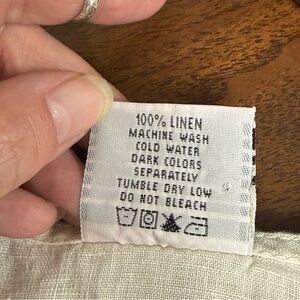 100% LINEN
MACHINE WASH
COLD WATER
DARK COLORS
SEPARATELY
TUMBLE DRY LOW
DO NOT BLEACH